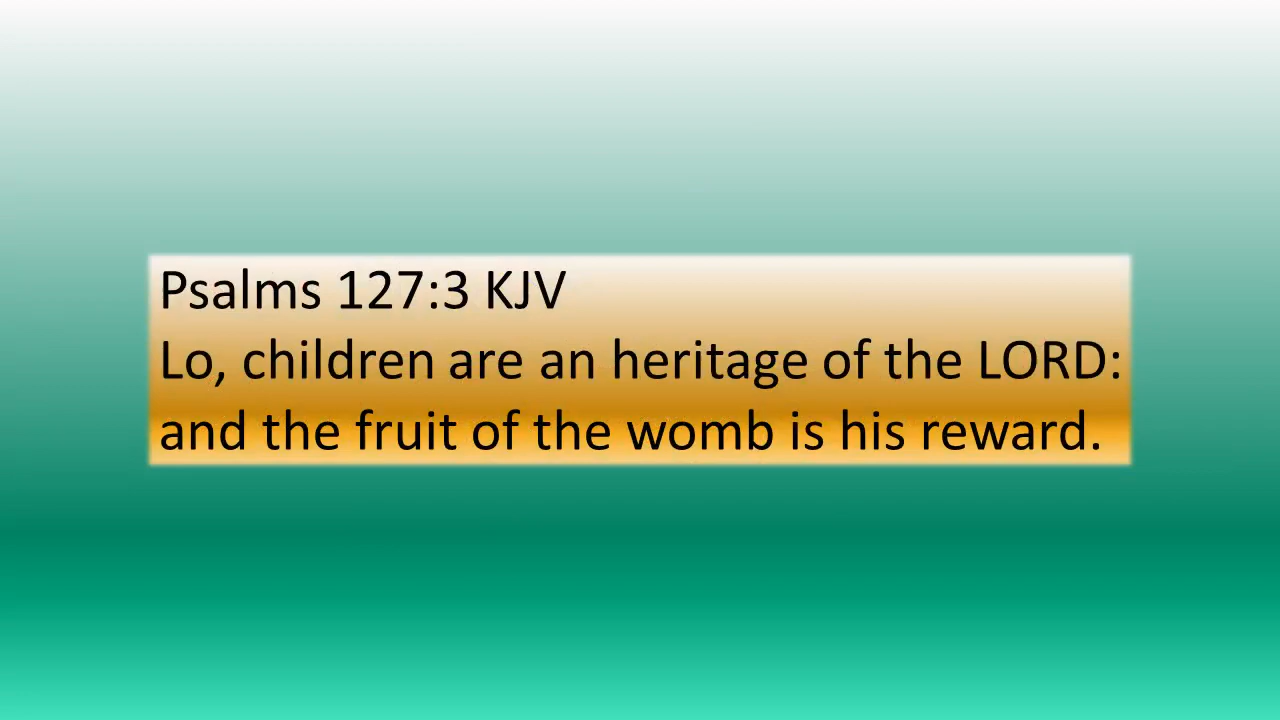 Psalms 127:3 KJV
Lo, children are an heritage of the LORD:
and the fruit of the womb is his reward.